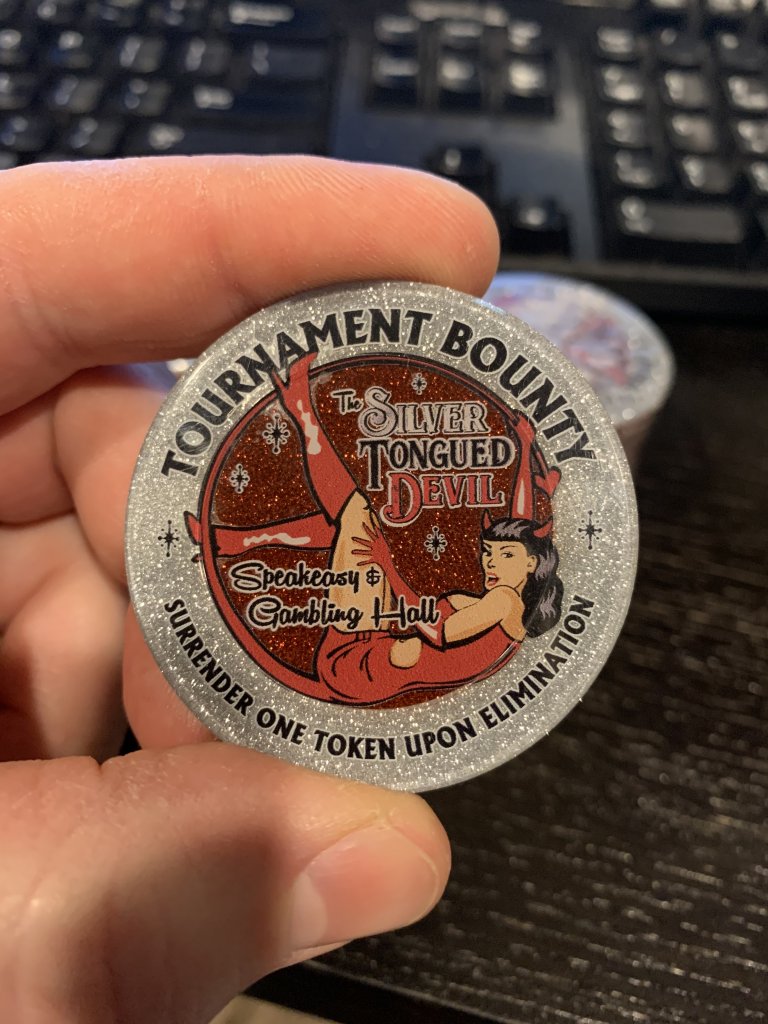 TOURNAMENT BOUNTY
The SILVER
TONGUED
DEVIL
Speakeasy &
Gambling Hall
SURRENDER ONE TOKEN UPON ELIMINATION